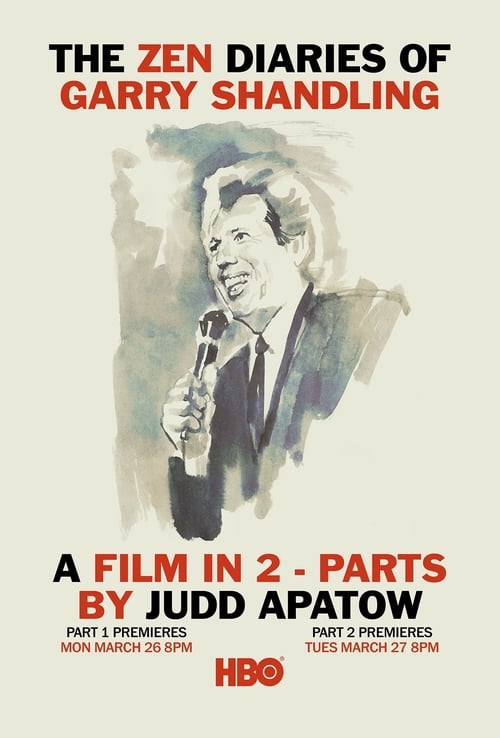 THE ZEN DIARIES OF
GARRY SHANDLING
A FILM IN 2 - PARTS
BY JUDD APATOW
PART 1 PREMIERES
MON MARCH 26 8PM
PART 2 PREMIERES
TUES MARCH 27 8PM
HBO®